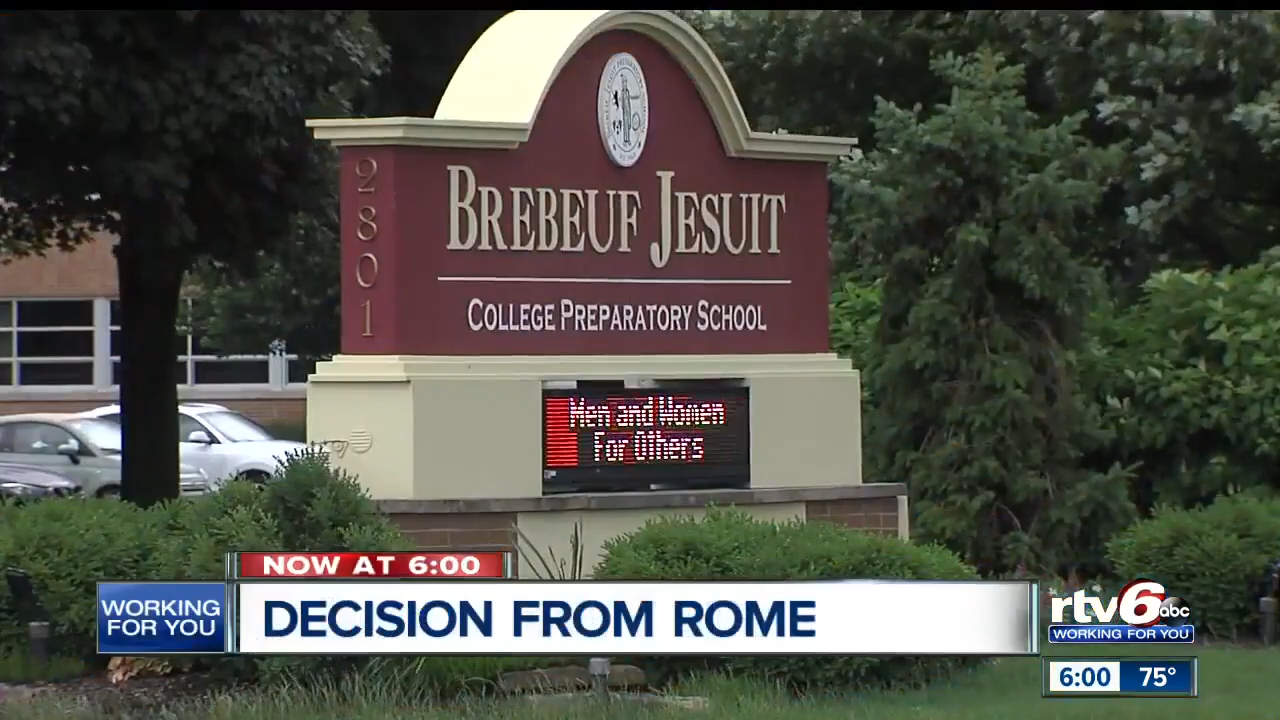 2801
BREBEUF JESUIT
COLLEGE PREPARATORY SCHOOL
Men and Women
For Others
NOW AT 6:00
WORKING
FOR YOU
DECISION FROM ROME
rtv6 abc
WORKING FOR YOU
6:00 75°